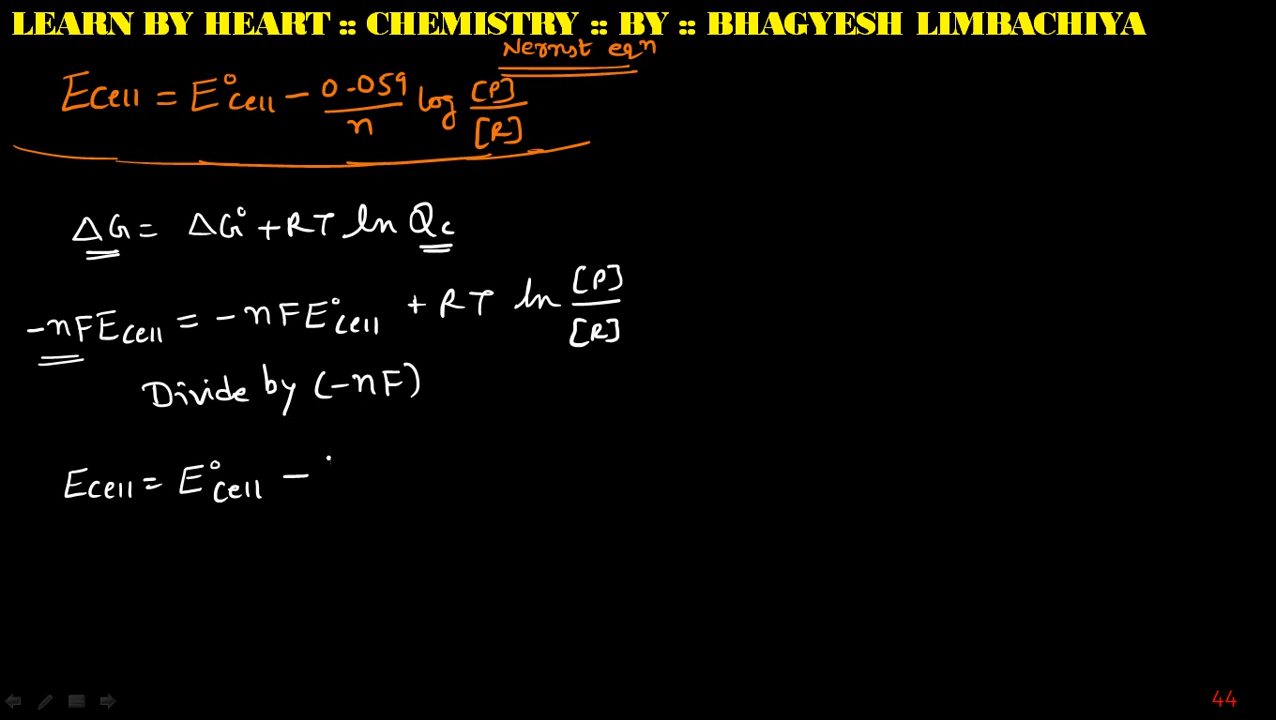 LEARN BY HEART :: CHEMISTRY :: BY :: BHAGYESH LIMBACHIYA
Nernst eqⁿ
Ecell = E°cell - 0.059/n log [P]/[R]
ΔG = ΔG° + RT ln Qc
-nFEcell = -nFE°cell + RT ln [P]/[R]
Divide by (-nF)
Ecell = E°cell -
44